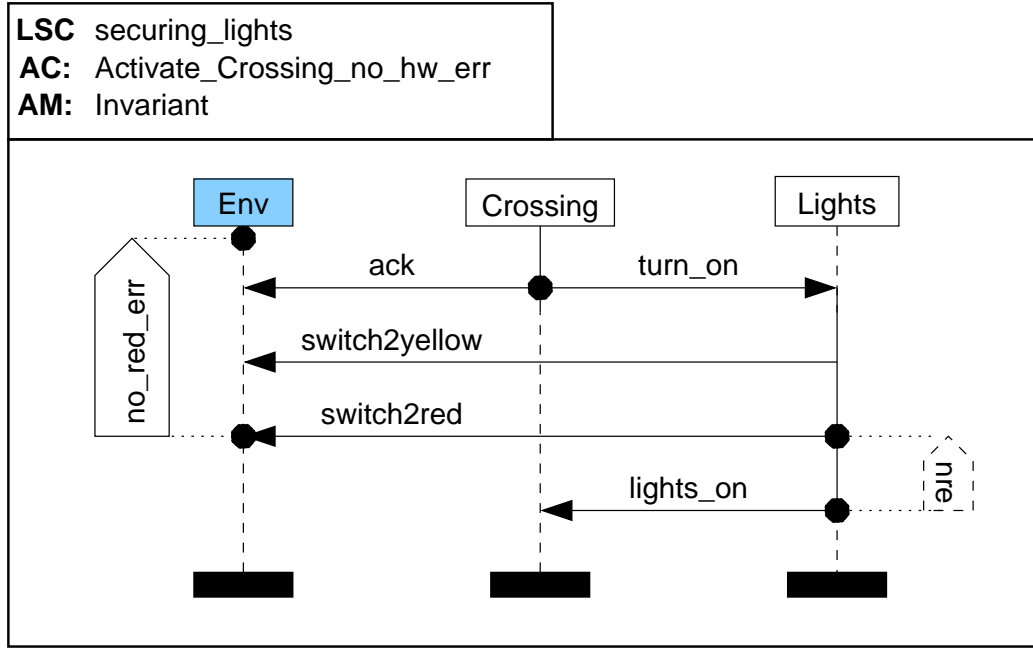 LSC securing_lights
AC: Activate_Crossing_no_hw_err
AM: Invariant
Env
Crossing
Lights
ack
turn_on
no_red_err
switch2yellow
switch2red
nre
lights_on